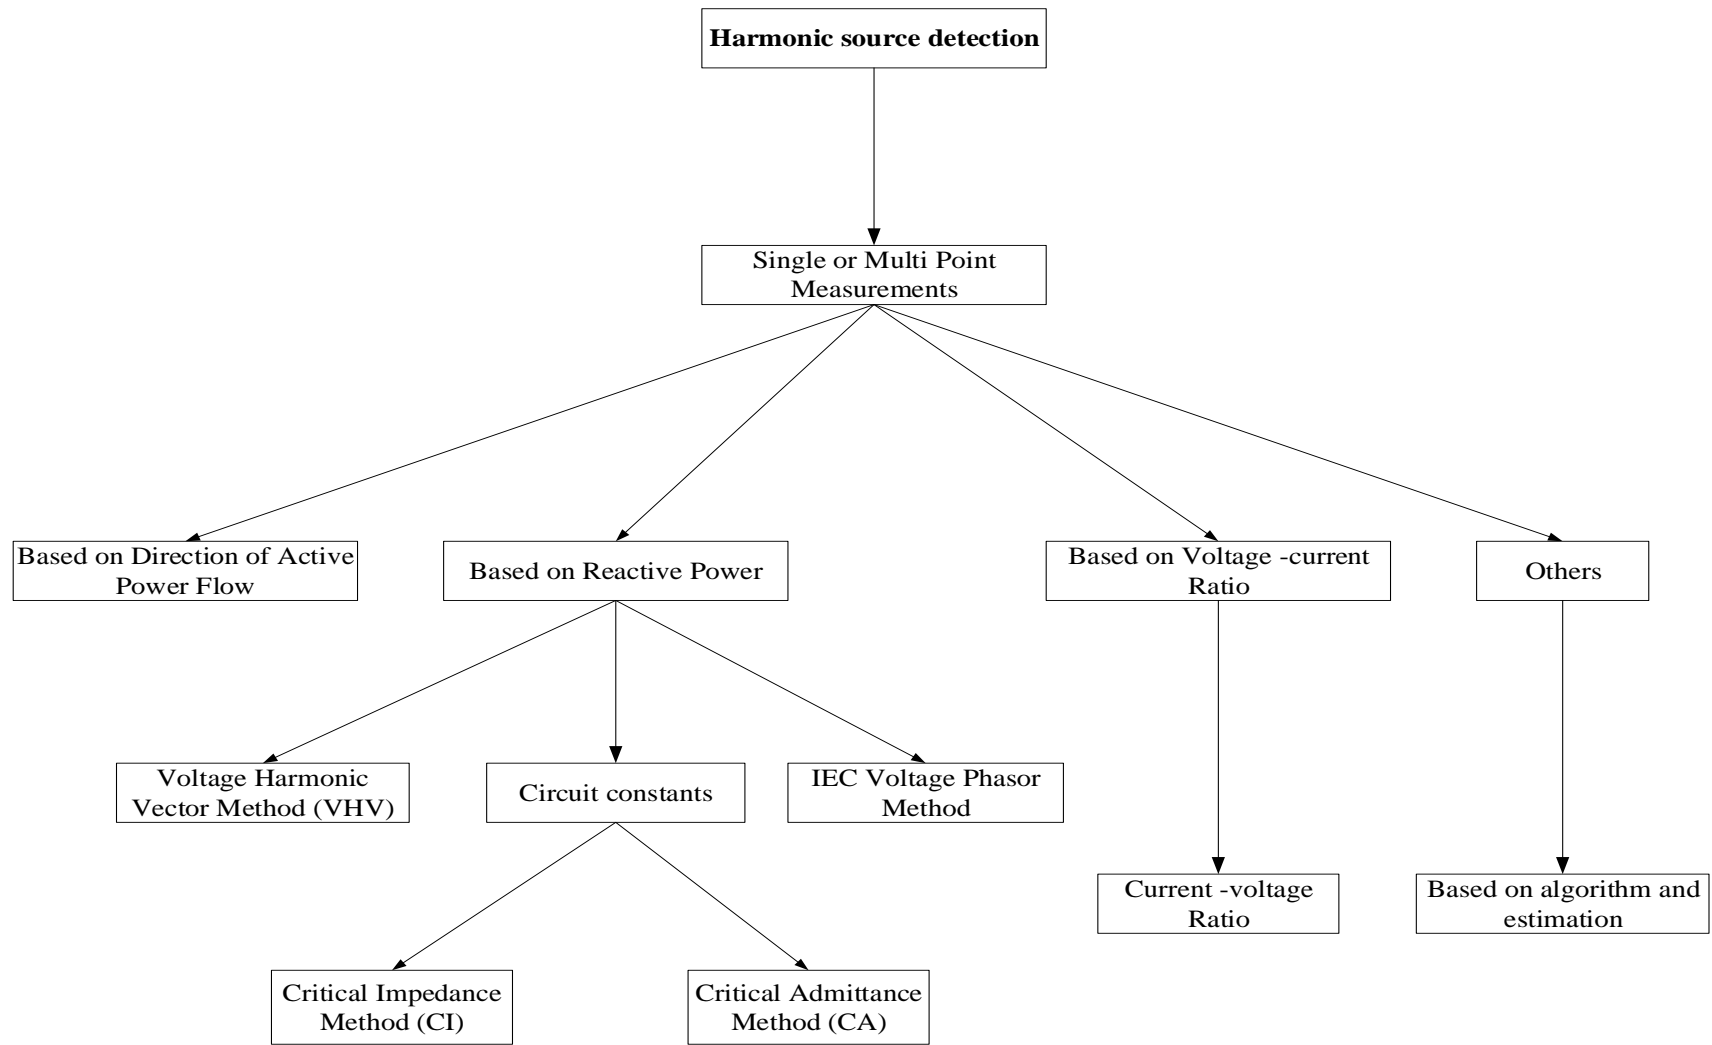 Harmonic source detection
Single or Multi Point
Measurements
Based on Direction of Active
Power Flow
Based on Reactive Power
Based on Voltage -current
Ratio
Others
Voltage Harmonic
Vector Method (VHV)
Circuit constants
IEC Voltage Phasor
Method
Current -voltage
Ratio
Based on algorithm and
estimation
Critical Impedance
Method (CI)
Critical Admittance
Method (CA)